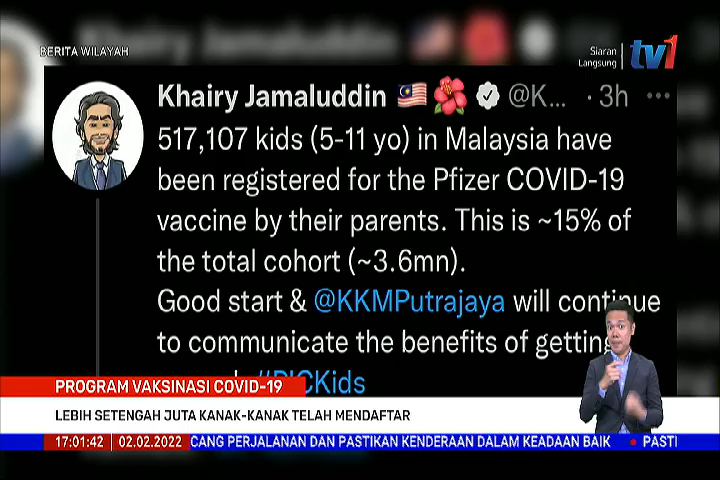 BERITA WILAYAH
Siaran
Langsung
tv1
Khairy Jamaluddin @K... · 3h ···
517,107 kids (5-11 yo) in Malaysia have
been registered for the Pfizer COVID-19
vaccine by their parents. This is ~15% of
the total cohort (~3.6mn).
Good start & @KKMPutrajaya will continue
to communicate the benefits of getting
#PICKids
PROGRAM VAKSINASI COVID-19
LEBIH SETENGAH JUTA KANAK-KANAK TELAH MENDAFTAR
17:01:42 02.02.2022 CANG PERJALANAN DAN PASTIKAN KENDERAAN DALAM KEADAAN BAIK • PASTI